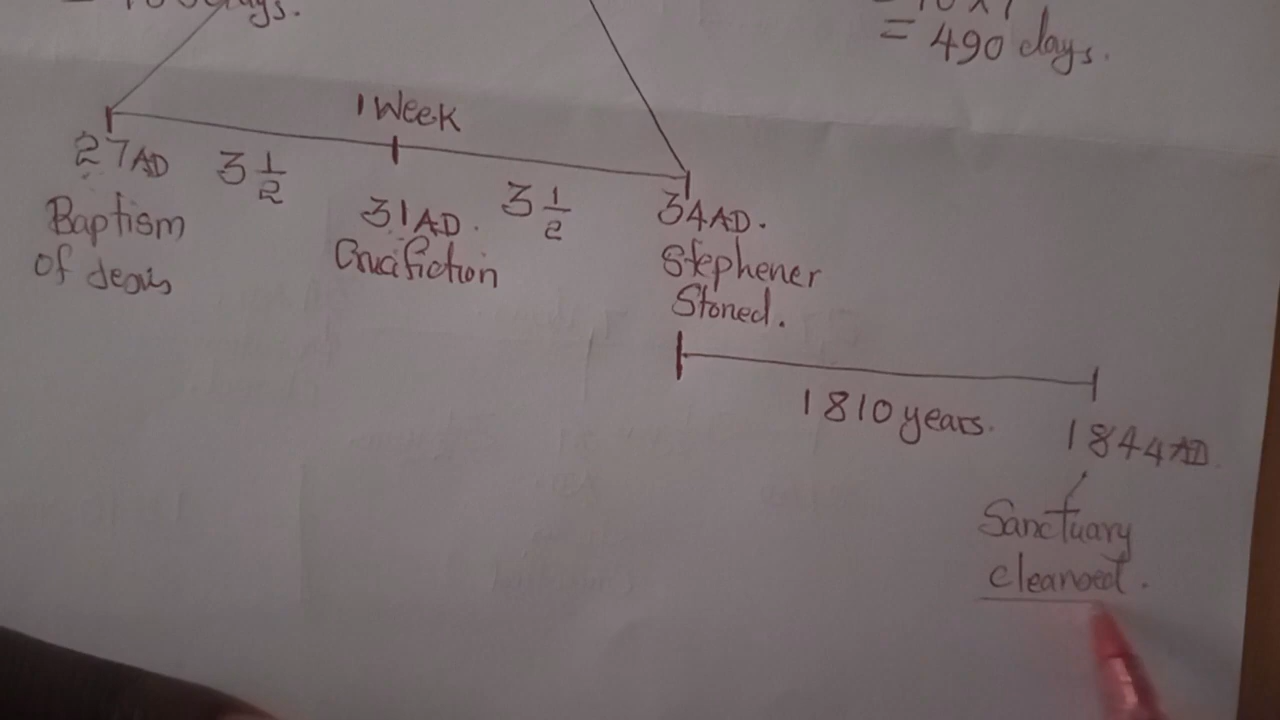 days.
= 490 days.
1 Week
27AD
3 1/2
31AD.
3 1/2
34AD.
Baptism
of Jesus
Crucifiction
Stephener
Stoned.
1810 years.
1844AD.
Sanctuary
cleansed.